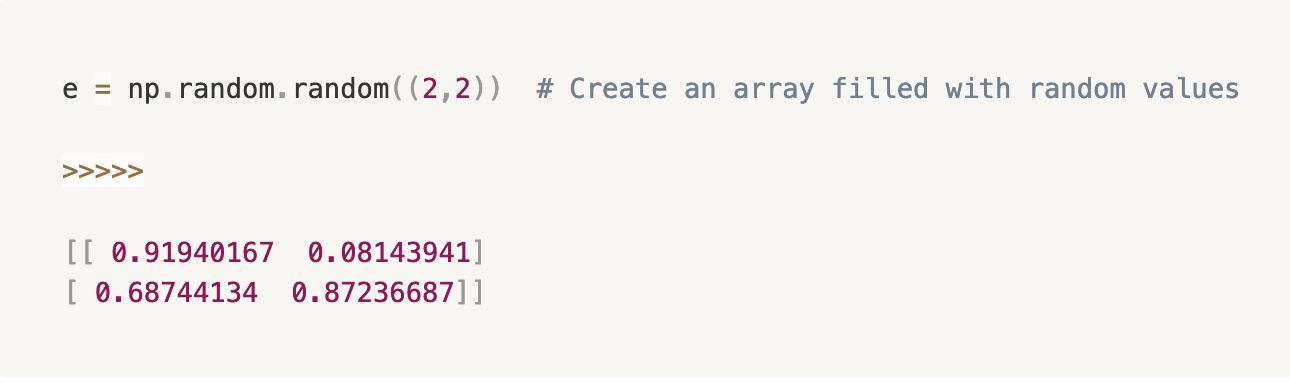 e = np.random.random((2,2))  # Create an array filled with random values
>>>>>
[[ 0.91940167  0.08143941]
[ 0.68744134  0.87236687]]